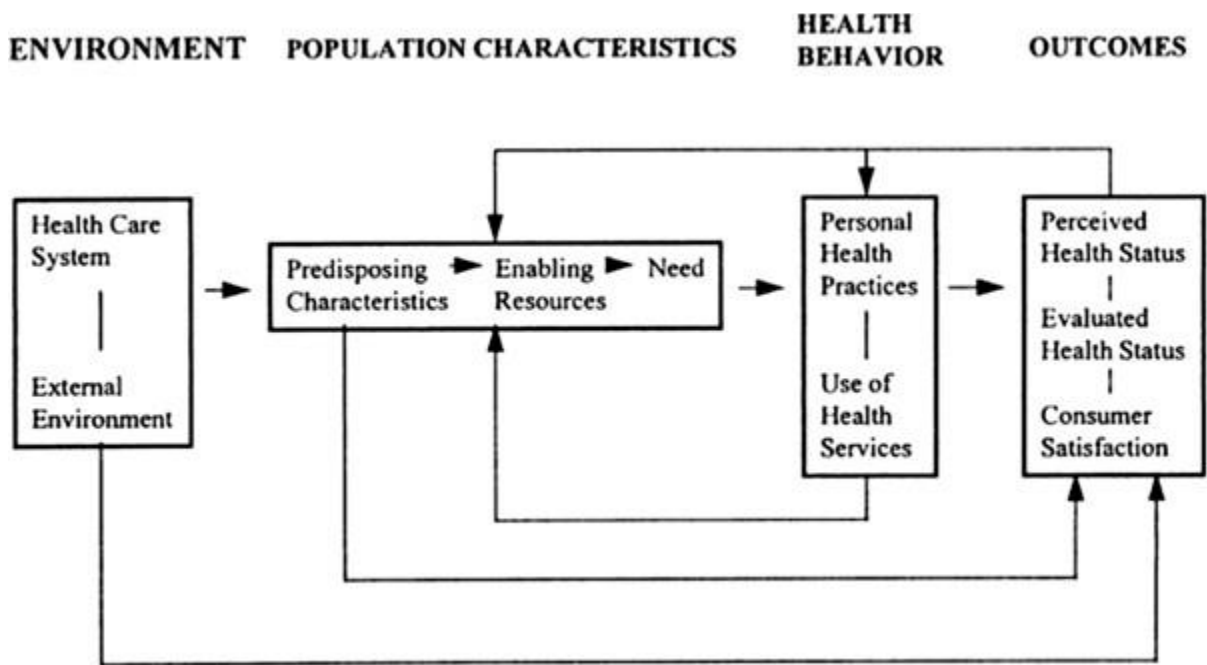 ENVIRONMENT
POPULATION CHARACTERISTICS
HEALTH
BEHAVIOR
OUTCOMES
Health Care
System
External
Environment
Predisposing
Characteristics
Enabling
Resources
Need
Personal
Health
Practices
Use of
Health
Services
Perceived
Health Status
Evaluated
Health Status
Consumer
Satisfaction